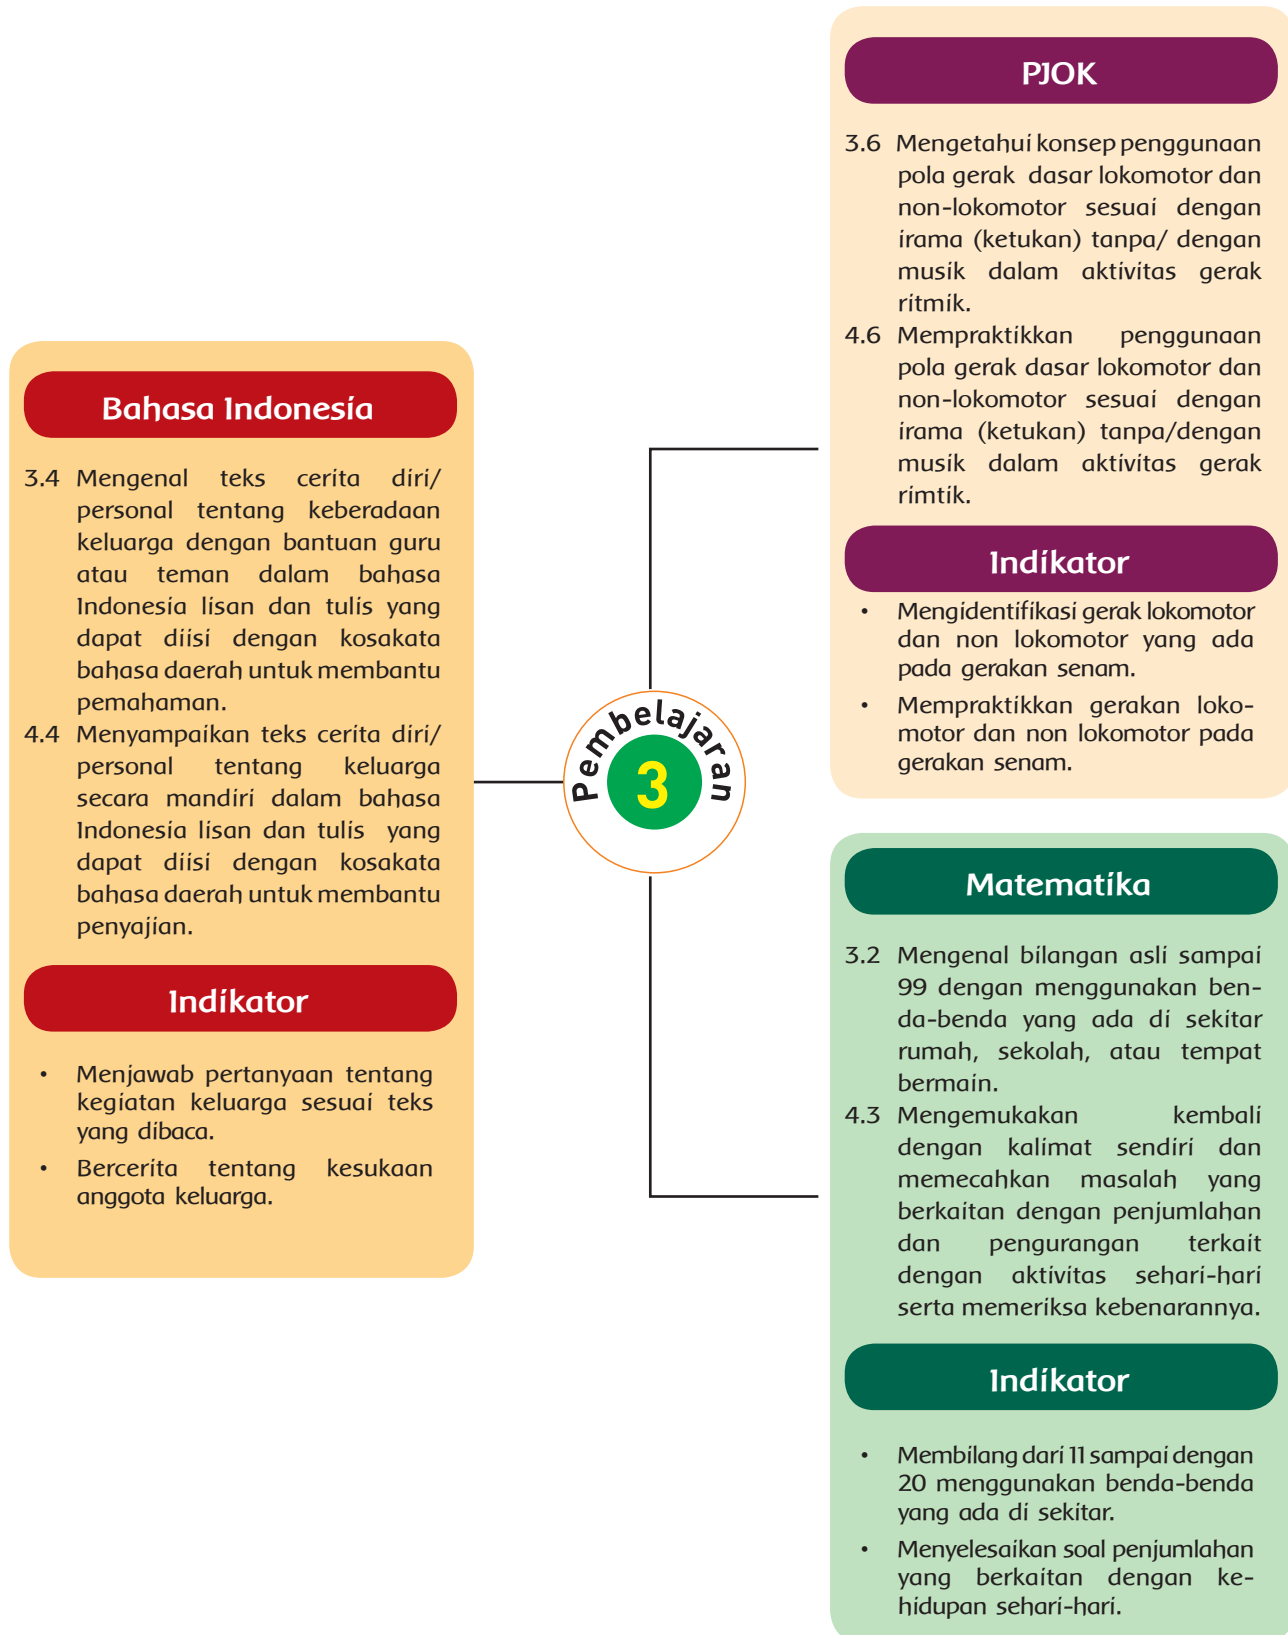 PJOK
3.6 Mengetahui konsep penggunaan
pola gerak dasar lokomotor dan
non-lokomotor sesuai dengan
irama (ketukan) tanpa/ dengan
musik dalam aktivitas gerak
ritmik.
4.6 Mempraktikkan penggunaan
pola gerak dasar lokomotor dan
non-lokomotor sesuai dengan
irama (ketukan) tanpa/dengan
musik dalam aktivitas gerak
rimtik.
Indikator
• Mengidentifikasi gerak lokomotor
dan non lokomotor yang ada
pada gerakan senam.
• Mempraktikkan gerakan loko-
motor dan non lokomotor pada
gerakan senam.
Bahasa Indonesia
3.4 Mengenal teks cerita diri/
personal tentang keberadaan
keluarga dengan bantuan guru
atau teman dalam bahasa
Indonesia lisan dan tulis yang
dapat diisi dengan kosakata
bahasa daerah untuk membantu
pemahaman.
4.4 Menyampaikan teks cerita diri/
personal tentang keluarga
secara mandiri dalam bahasa
Indonesia lisan dan tulis yang
dapat diisi dengan kosakata
bahasa daerah untuk membantu
penyajian.
Indikator
• Menjawab pertanyaan tentang
kegiatan keluarga sesuai teks
yang dibaca.
• Bercerita tentang kesukaan
anggota keluarga.
Pembelajaran
3
Matematika
3.2 Mengenal bilangan asli sampai
99 dengan menggunakan ben-
da-benda yang ada di sekitar
rumah, sekolah, atau tempat
bermain.
4.3 Mengemukakan kembali
dengan kalimat sendiri dan
memecahkan masalah yang
berkaitan dengan penjumlahan
dan pengurangan terkait
dengan aktivitas sehari-hari
serta memeriksa kebenarannya.
Indikator
• Membilang dari 11 sampai dengan
20 menggunakan benda-benda
yang ada di sekitar.
• Menyelesaikan soal penjumlahan
yang berkaitan dengan ke-
hidupan sehari-hari.